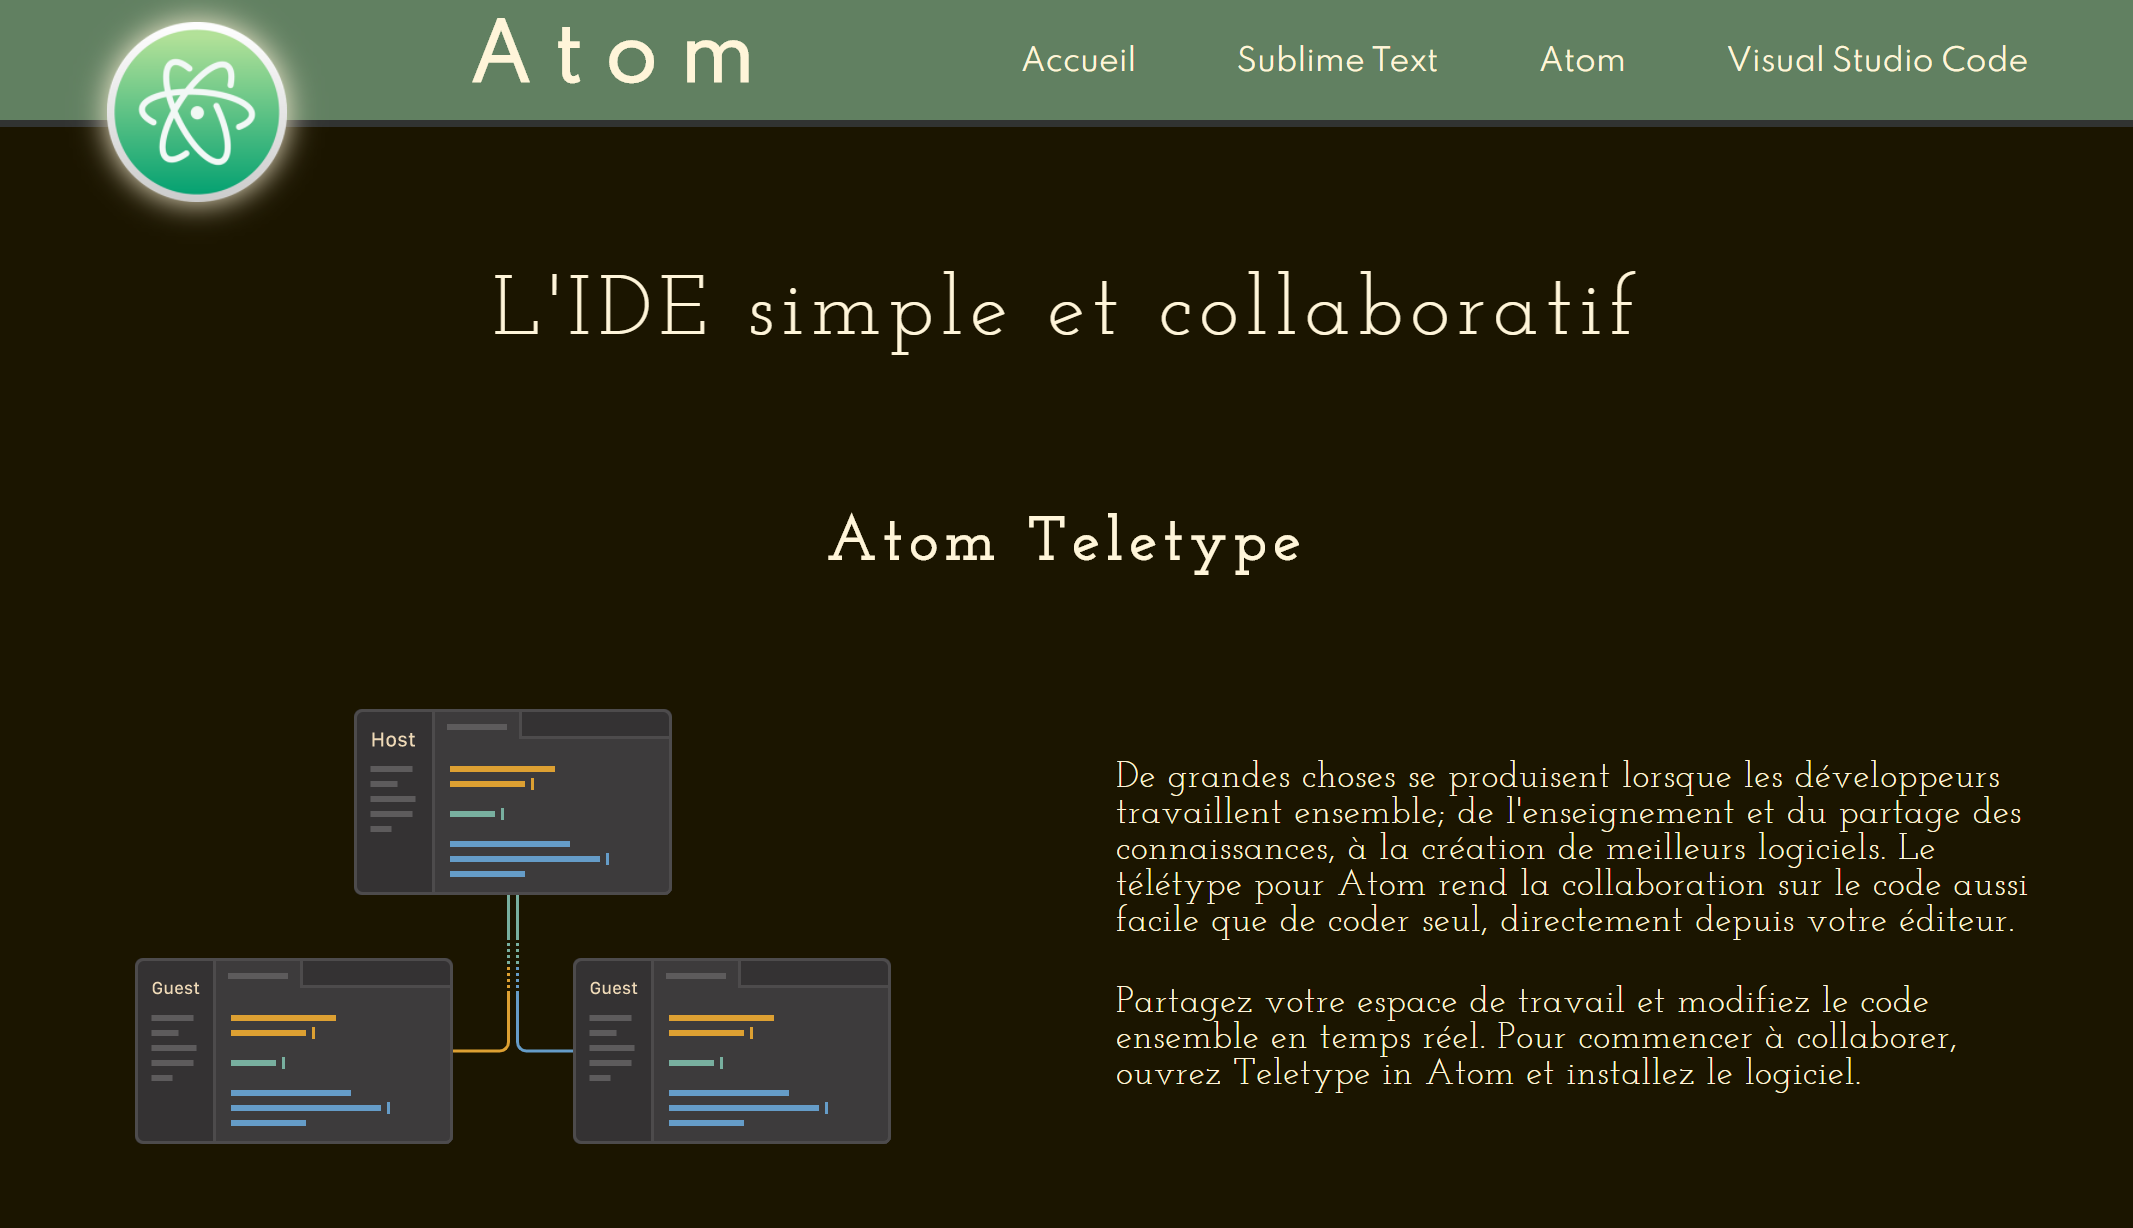 Atom
Accueil
Sublime Text
Atom
Visual Studio Code
L'IDE simple et collaboratif
Atom Teletype
Host
Guest
Guest
De grandes choses se produisent lorsque les développeurs
travaillent ensemble; de l'enseignement et du partage des
connaissances, à la création de meilleurs logiciels. Le
télétype pour Atom rend la collaboration sur le code aussi
facile que de coder seul, directement depuis votre éditeur.
Partagez votre espace de travail et modifiez le code
ensemble en temps réel. Pour commencer à collaborer,
ouvrez Teletype in Atom et installez le logiciel.